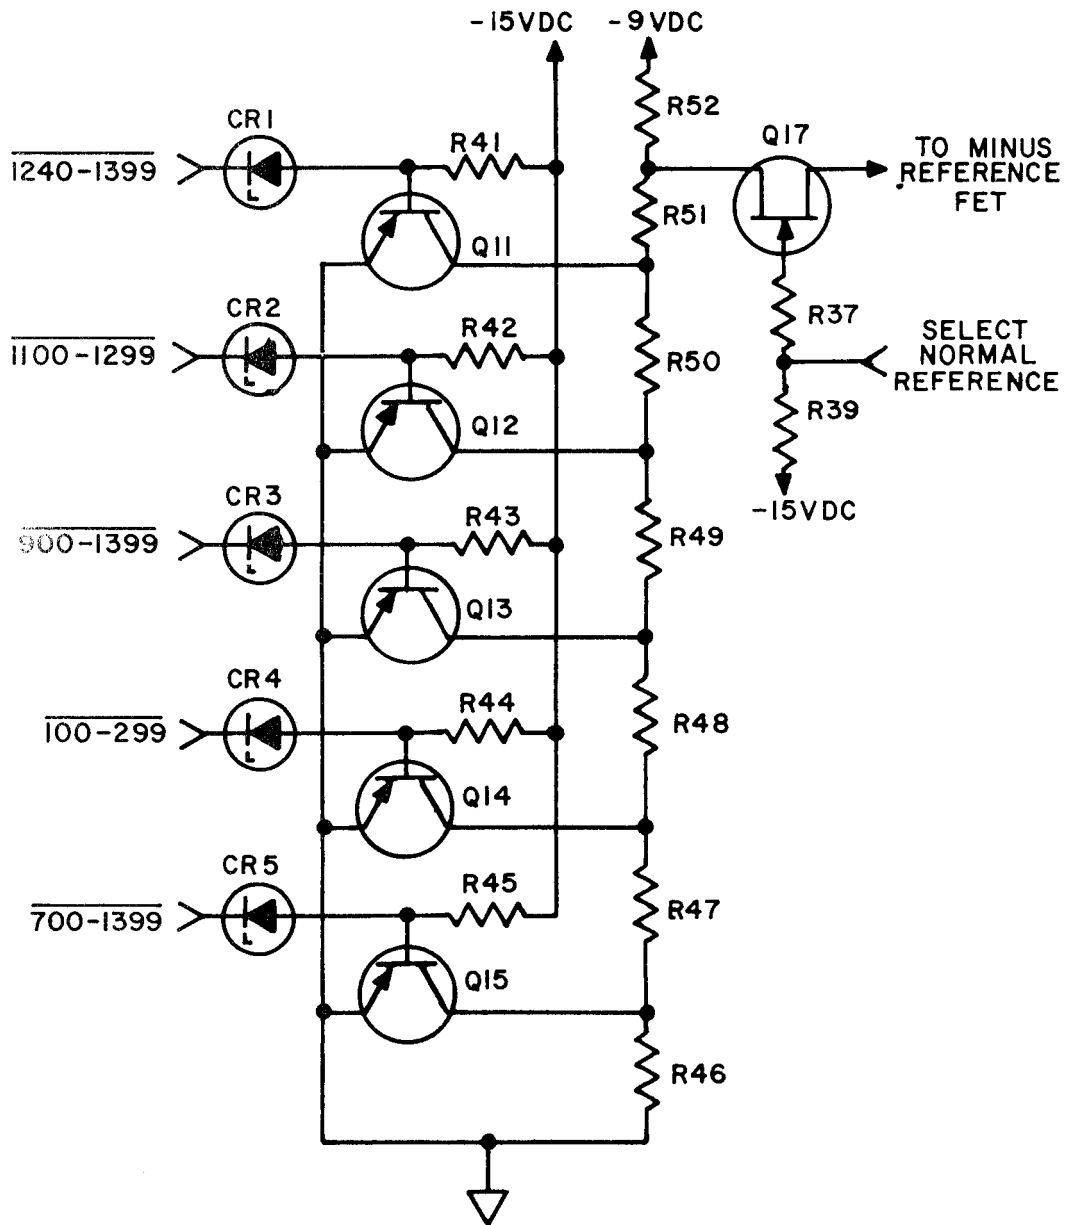 -15VDC -9VDC
R52
CR1
R41
Q17
1240-1399
TO MINUS
REFERENCE
FET
R51
Q11
CR2
R42
R37
SELECT
NORMAL
REFERENCE
1100-1299
R50
R39
Q12
CR3
R43
-15VDC
900-1399
R49
Q13
CR4
R44
100-299
R48
Q14
CR5
R45
700-1399
R47
Q15
R46